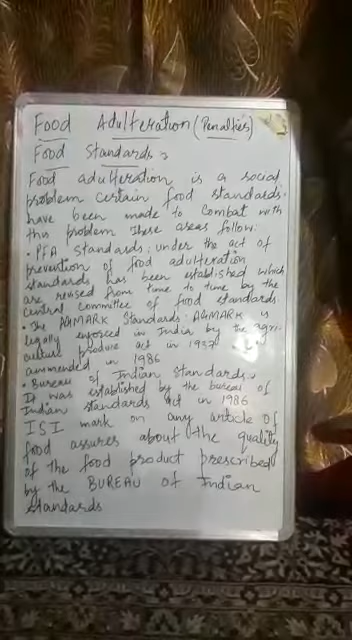 Food Adulteration (Penalties)
Food Standards:
Food adulteration is a social
problem certain food standards
have been made to combat with
this problem These areas follow:
• PFA Standards: under the act of
prevention of food adulteration
standards has been established which
are revised from time to time by the
central committee of food standards
• The AGMARK Standards: AGMARK is
legally enforced in India by the agri-
culture produce act in 1937
ammended in 1986
• Bureau of Indian Standards:
It was established by the bureau of
Indian standards act in 1986
ISI mark on any article of
food assures about the quality
of the food product prescribed
by the BUREAU of Indian
standards